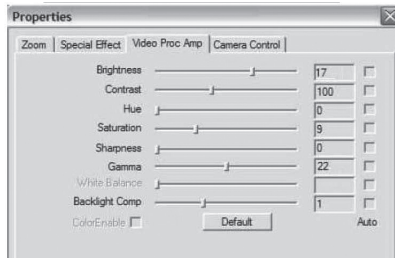 Properties
Zoom Special Effect Video Proc Amp Camera Control
Brightness 17
Contrast 100
Hue 0
Saturation 9
Sharpness 0
Gamma 22
White Balance
Backlight Comp 1
ColorEnable Default Auto